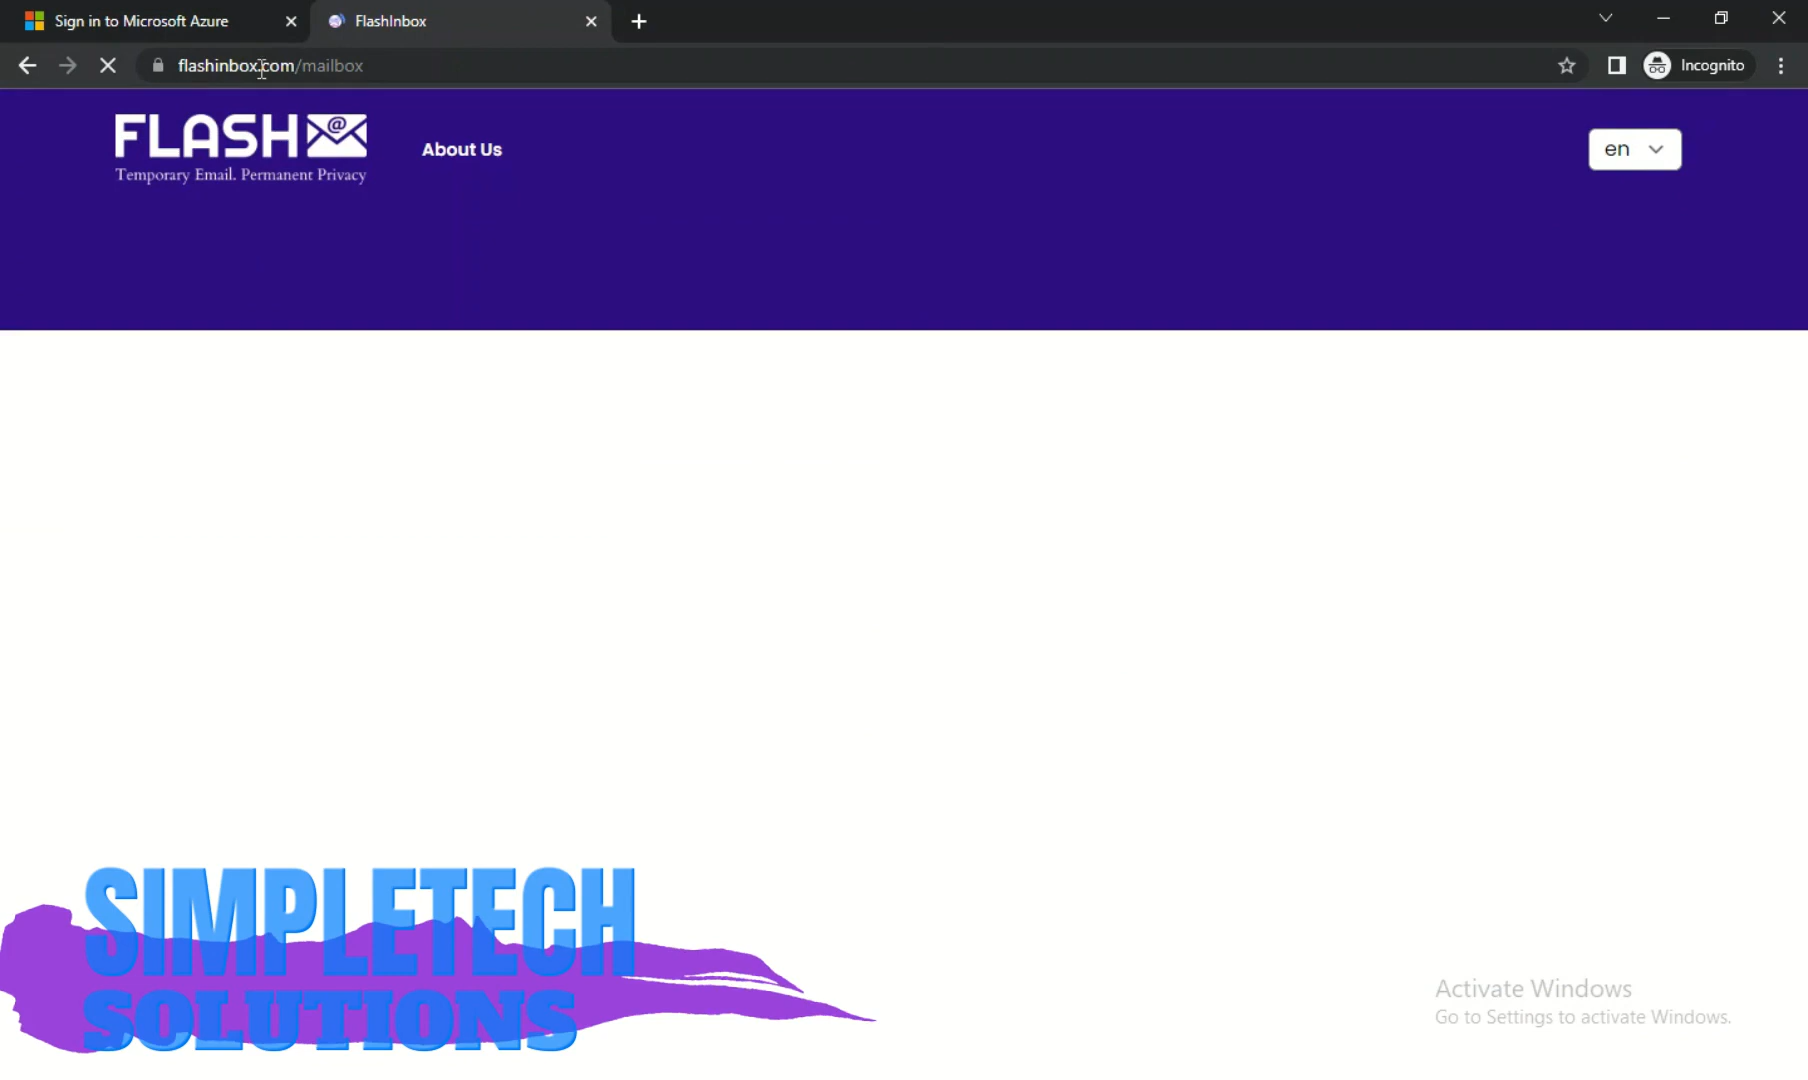 Sign in to Microsoft Azure
FlashInbox
flashinbox.com/mailbox
Incognito
FLASH
Temporary Email. Permanent Privacy
About Us
en
SIMPLETECH
SOLUTIONS
Activate Windows
Go to Settings to activate Windows.